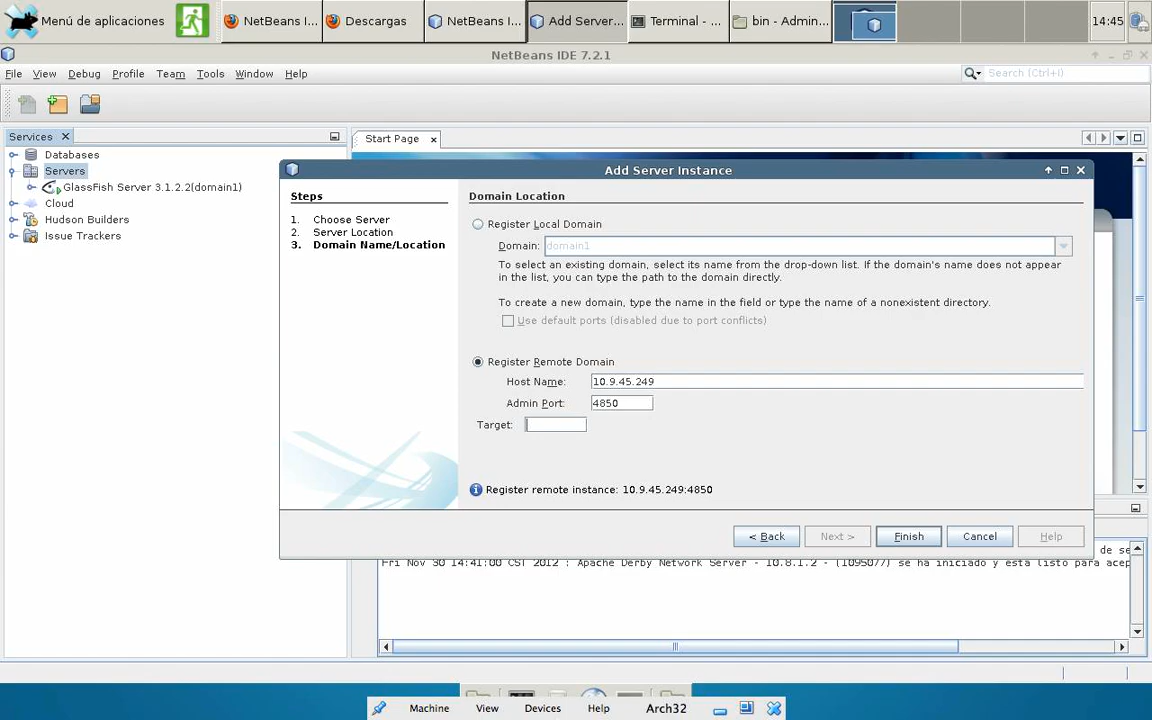 Menú de aplicaciones
NetBeans I...
Descargas
NetBeans I...
Add Server...
Terminal - ...
bin - Admin...
14:45
NetBeans IDE 7.2.1
File View Debug Profile Team Tools Window Help
Search (Ctrl+I)
Services
Start Page
Databases
Servers
GlassFish Server 3.1.2.2(domain1)
Cloud
Hudson Builders
Issue Trackers
Add Server Instance
Steps
1. Choose Server
2. Server Location
3. Domain Name/Location
Domain Location
Register Local Domain
Domain: domain1
To select an existing domain, select its name from the drop-down list. If the domain's name does not appear
in the list, you can type the path to the domain directly.
To create a new domain, type the name in the field or type the name of a nonexistent directory.
Use default ports (disabled due to port conflicts)
Register Remote Domain
Host Name: 10.9.45.249
Admin Port: 4850
Target:
Register remote instance: 10.9.45.249:4850
< Back Next > Finish Cancel Help
de se
Fri Nov 30 14:41:00 CST 2012 : Apache Derby Network Server - 10.8.1.2 - (1095077) se ha iniciado y esta listo para acep
Machine View Devices Help Arch32